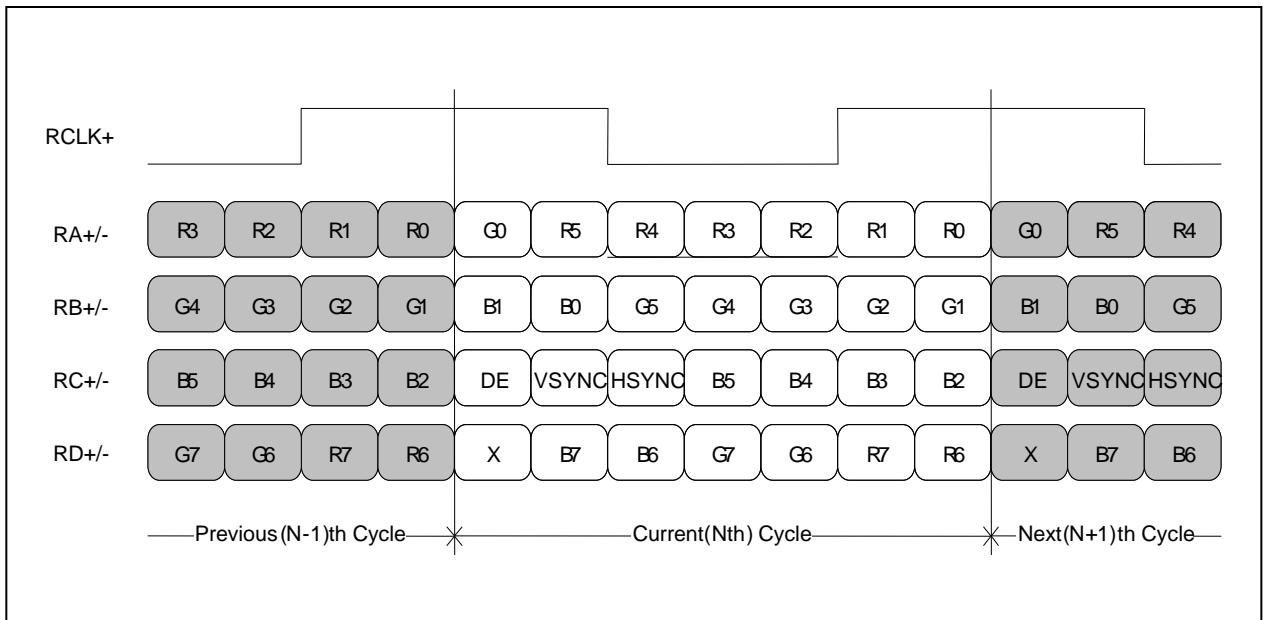 RCLK+
RA+/- R3 R2 R1 R0 G0 R5 R4 R3 R2 R1 R0 G0 R5 R4
RB+/- G4 G3 G2 G1 B1 B0 G5 G4 G3 G2 G1 B1 B0 G5
RC+/- B5 B4 B3 B2 DE VSYNC HSYNC B5 B4 B3 B2 DE VSYNC HSYNC
RD+/- G7 G6 R7 R6 X B7 B6 G7 G6 R7 R6 X B7 B6
Previous(N-1)th Cycle Current(Nth) Cycle Next(N+1)th Cycle